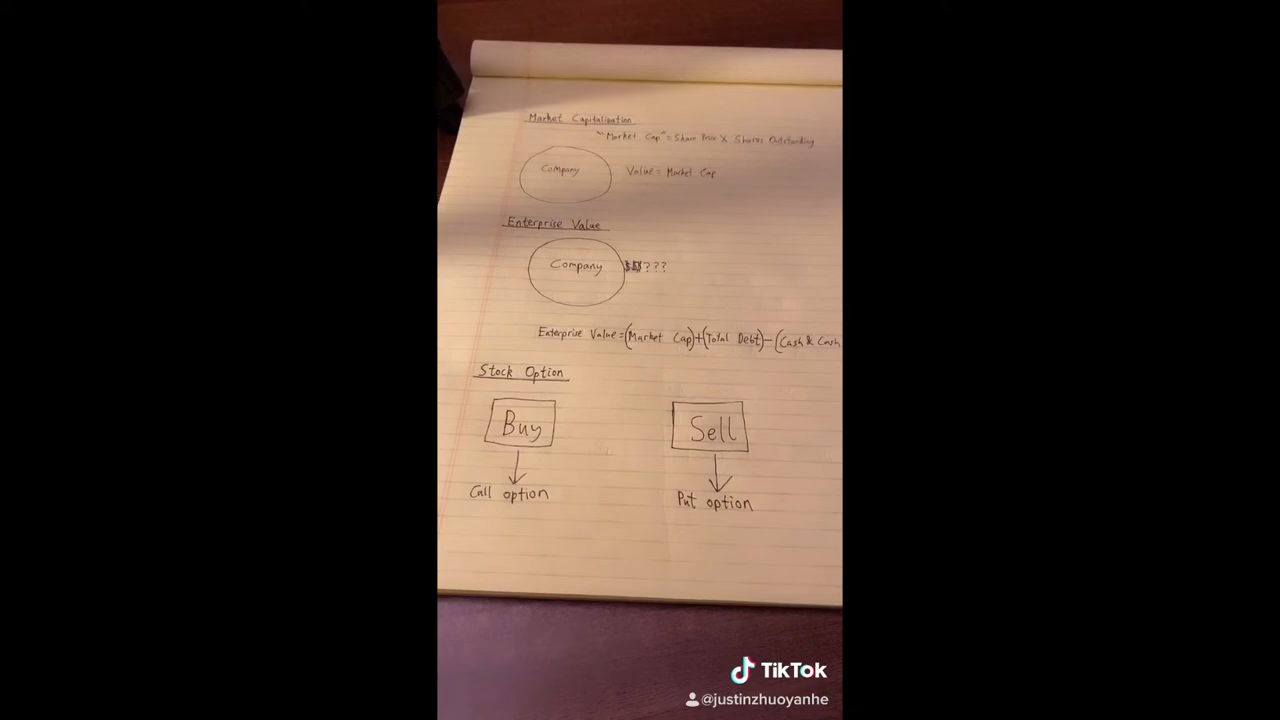 Market Capitalization
"Market Cap" = Share Price X Shares Outstanding
Company
Value = Market Cap
Enterprise Value
Company
???
Enterprise Value = (Market Cap) + (Total Debt) - (Cash & Cash
Stock Option
Buy
Sell
Call option
Put option
TikTok
@justinzhuoyanhe